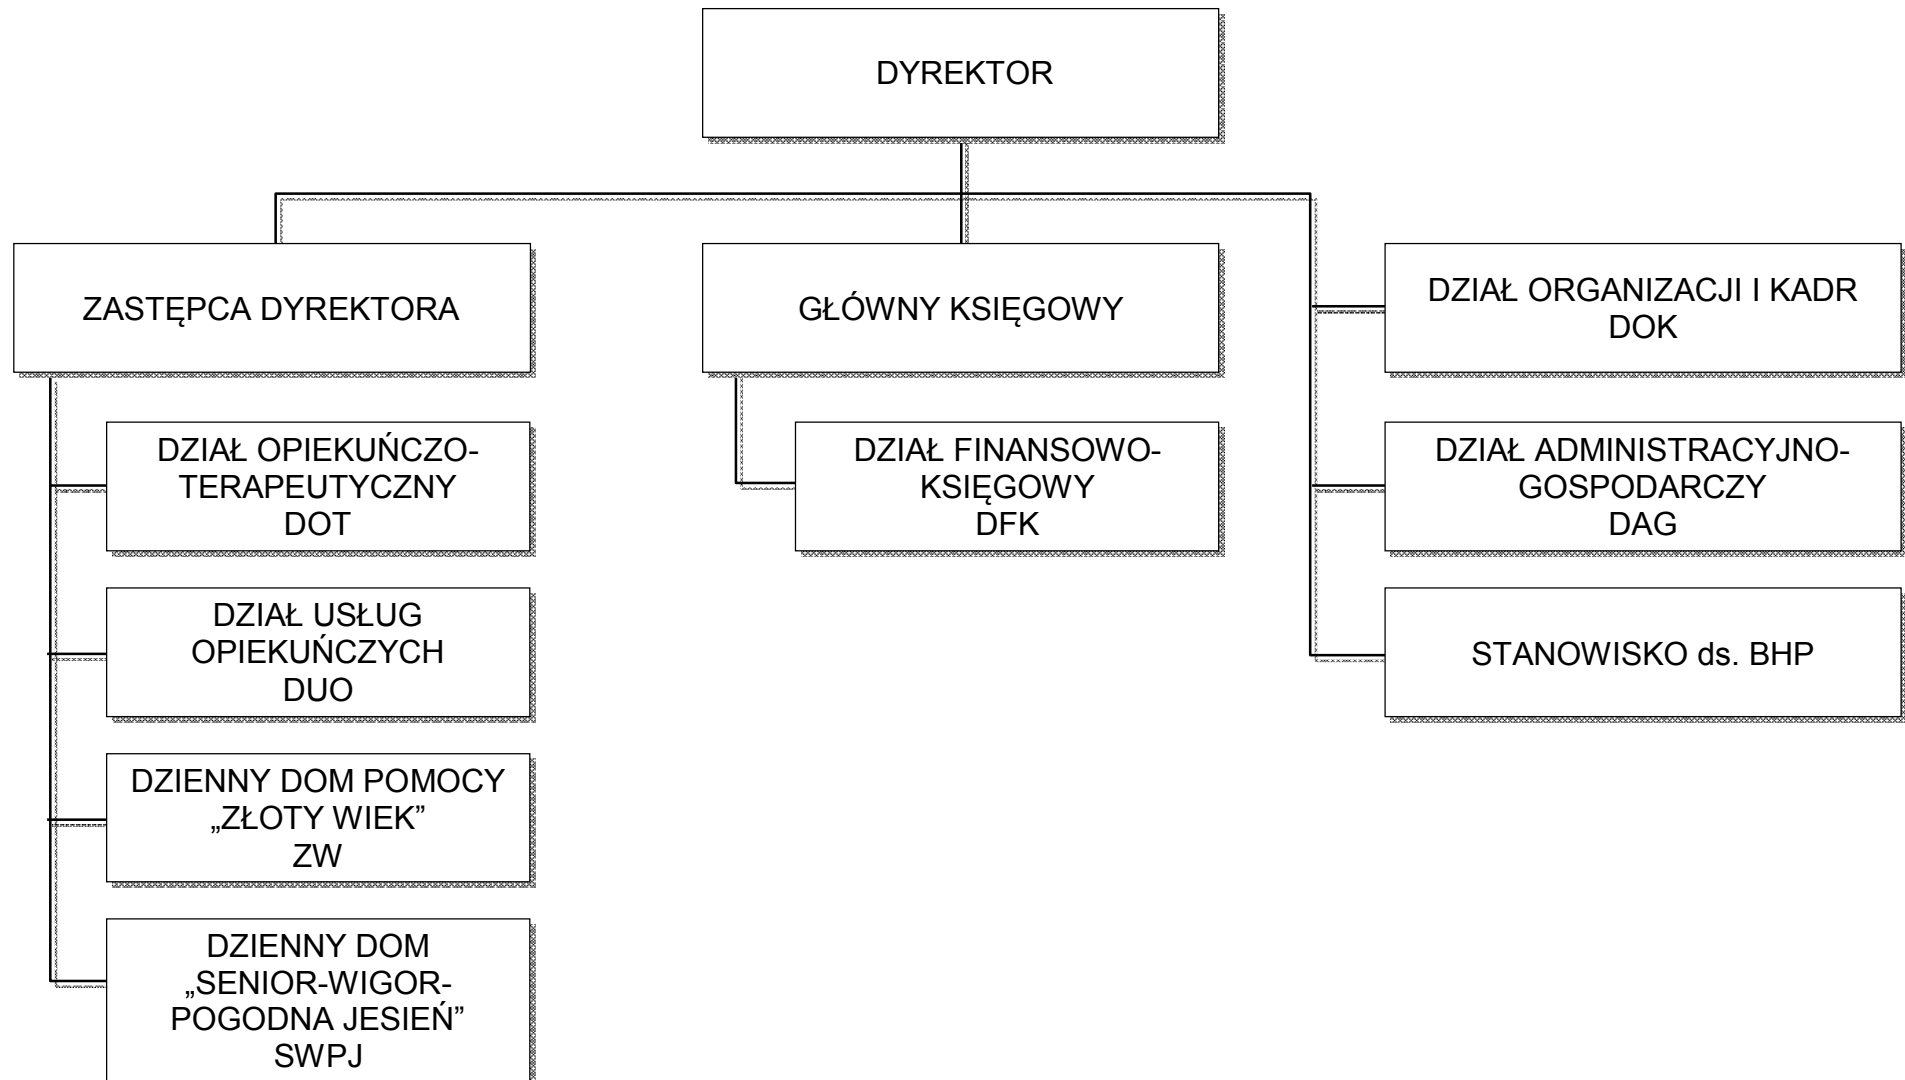 DYREKTOR
ZASTĘPCA DYREKTORA
GŁÓWNY KSIĘGOWY
DZIAŁ ORGANIZACJI I KADR
DOK
DZIAŁ OPIEKUŃCZO-
TERAPEUTYCZNY
DOT
DZIAŁ FINANSOWO-
KSIĘGOWY
DFK
DZIAŁ ADMINISTRACYJNO-
GOSPODARCZY
DAG
DZIAŁ USŁUG
OPIEKUŃCZYCH
DUO
STANOWISKO ds. BHP
DZIENNY DOM POMOCY
„ZŁOTY WIEK”
ZW
DZIENNY DOM
„SENIOR-WIGOR-
POGODNA JESIEŃ”
SWPJ